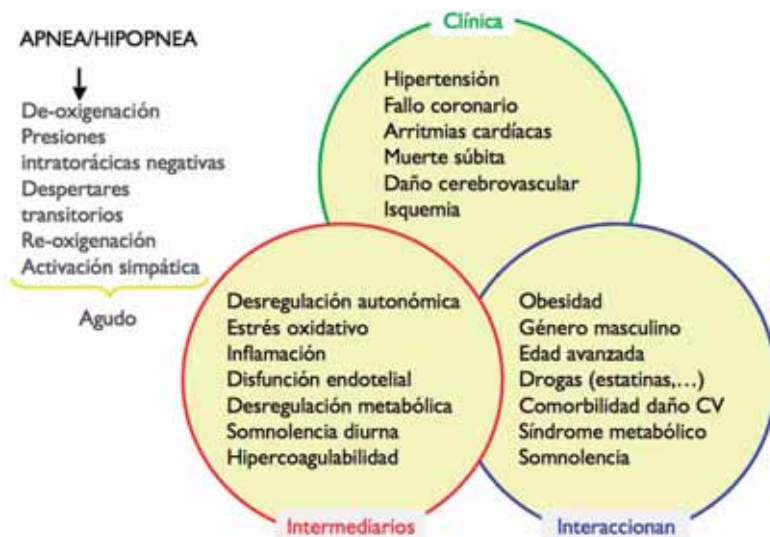 APNEA/HIPOPNEA
De-oxigenación
Presiones
intratorácicas negativas
Despertares
transitorios
Re-oxigenación
Activación simpática
Agudo
Clínica
Hipertensión
Fallo coronario
Arritmias cardíacas
Muerte súbita
Daño cerebrovascular
Isquemia
Desregulación autonómica
Estrés oxidativo
Inflamación
Disfunción endotelial
Desregulación metabólica
Somnolencia diurna
Hipercoagulabilidad
Intermediarios
Obesidad
Género masculino
Edad avanzada
Drogas (estatinas,...)
Comorbilidad daño CV
Síndrome metabólico
Somnolencia
Interaccionan